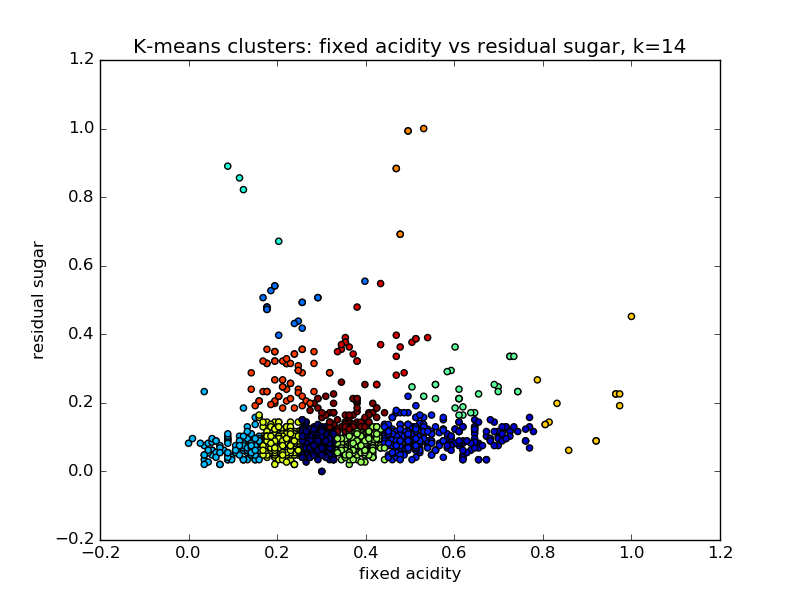 K-means clusters: fixed acidity vs residual sugar, k=14
1.2
1.0
0.8
0.6
0.4
0.2
0.0
−0.2
residual sugar
−0.2 0.0 0.2 0.4 0.6 0.8 1.0 1.2
fixed acidity